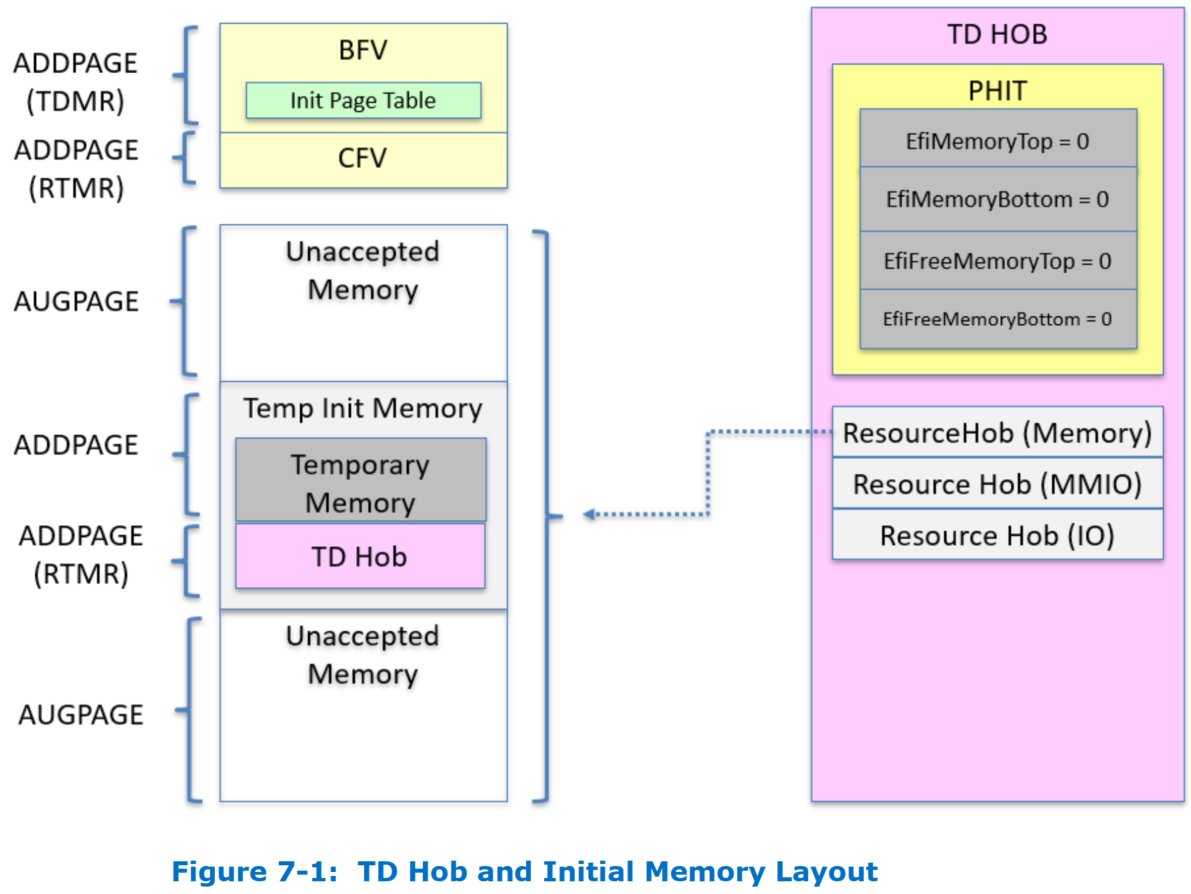 ADDPAGE
(TDMR)
ADDPAGE
(RTMR)
AUGPAGE
ADDPAGE
ADDPAGE
(RTMR)
AUGPAGE
BFV
Init Page Table
CFV
Unaccepted
Memory
Temp Init Memory
Temporary
Memory
TD Hob
Unaccepted
Memory
TD HOB
PHIT
EfiMemoryTop = 0
EfiMemoryBottom = 0
EfiFreeMemoryTop = 0
EfiFreeMemoryBottom = 0
ResourceHob (Memory)
Resource Hob (MMIO)
Resource Hob (IO)
Figure 7-1: TD Hob and Initial Memory Layout